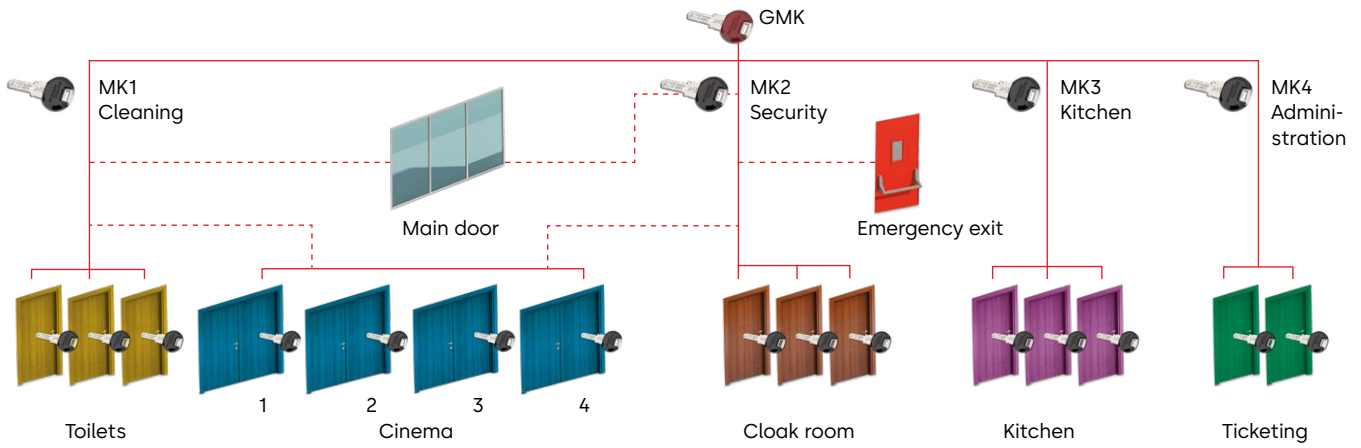 GMK
MK1
Cleaning
MK2
Security
MK3
Kitchen
MK4
Admini-
stration
Main door
Emergency exit
1
2
3
4
Toilets
Cinema
Cloak room
Kitchen
Ticketing